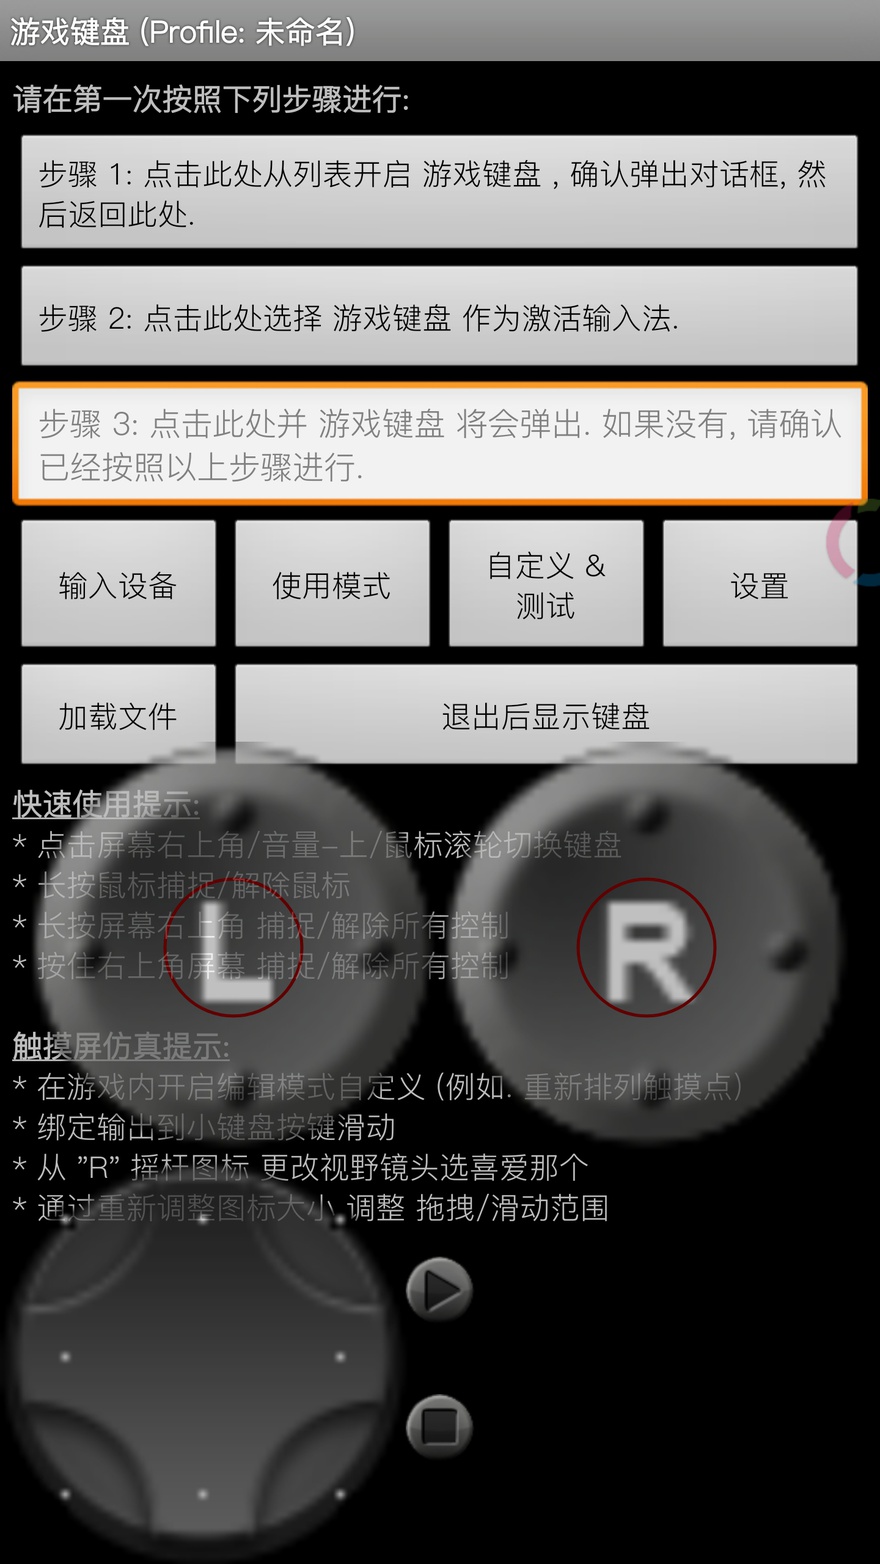 游戏键盘 (Profile: 未命名)
请在第一次按照下列步骤进行:
步骤 1: 点击此处从列表开启 游戏键盘 , 确认弹出对话框, 然
后返回此处.
步骤 2: 点击此处选择 游戏键盘 作为激活输入法.
步骤 3: 点击此处并 游戏键盘 将会弹出. 如果没有, 请确认
已经按照以上步骤进行.
输入设备
使用模式
自定义 &
测试
设置
加载文件
退出后显示键盘
快速使用提示:
* 点击屏幕右上角/音量-上/鼠标滚轮切换键盘
* 长按鼠标捕捉/解除鼠标
* 长按屏幕右上角 捕捉/解除所有控制
* 按住右上角屏幕 捕捉/解除所有控制
L
R
触摸屏仿真提示:
* 在游戏内开启编辑模式自定义 (例如. 重新排列触摸点)
* 绑定输出到小键盘按键滑动
* 从 "R" 摇杆图标 更改视野镜头选喜爱那个
* 通过重新调整图标大小 调整 拖拽/滑动范围